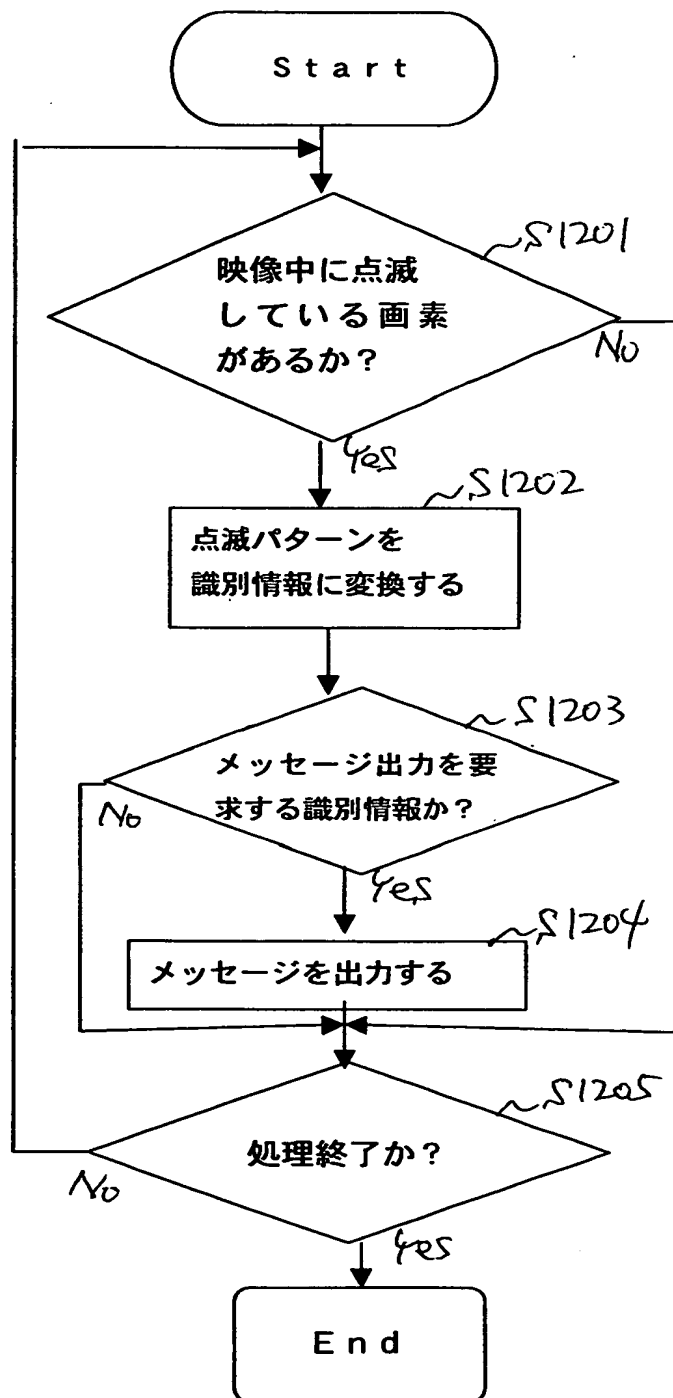 Start
S1201
映像中に点滅
している画素
があるか？
No
Yes
S1202
点滅パターンを
識別情報に変換する
S1203
メッセージ出力を要
求する識別情報か？
No
Yes
S1204
メッセージを出力する
S1205
処理終了か？
No
Yes
End